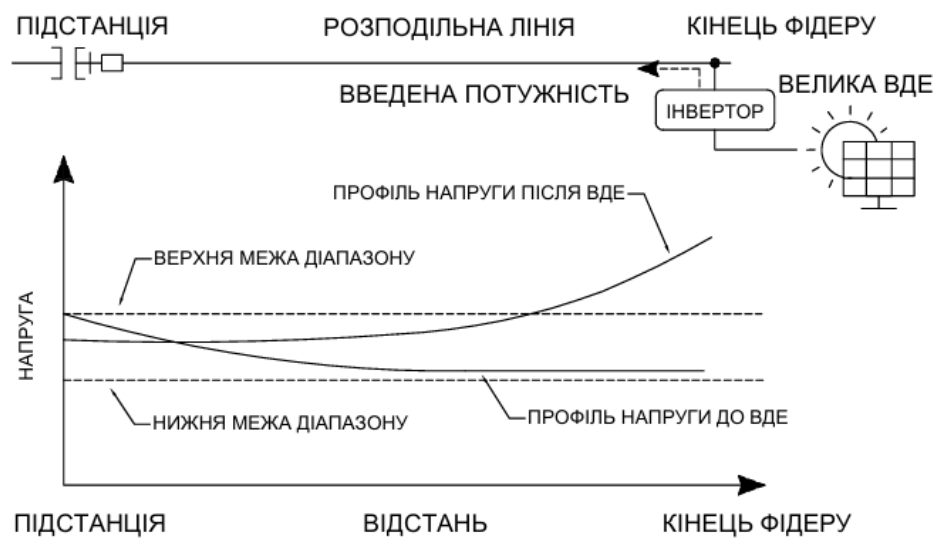 ПІДСТАНЦІЯ
РОЗПОДІЛЬНА ЛІНІЯ
КІНЕЦЬ ФІДЕРУ
ВВЕДЕНА ПОТУЖНІСТЬ
ІНВЕРТОР
ВЕЛИКА ВДЕ
ПРОФІЛЬ НАПРУГИ ПІСЛЯ ВДЕ
ВЕРХНЯ МЕЖА ДІАПАЗОНУ
НАПРУГА
НИЖНЯ МЕЖА ДІАПАЗОНУ
ПРОФІЛЬ НАПРУГИ ДО ВДЕ
ПІДСТАНЦІЯ
ВІДСТАНЬ
КІНЕЦЬ ФІДЕРУ